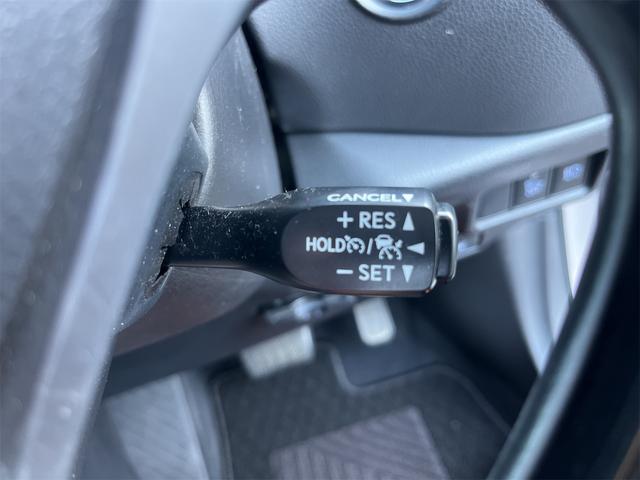 CANCEL▼
+ RES ▲
HOLD / ◄
− SET ▼